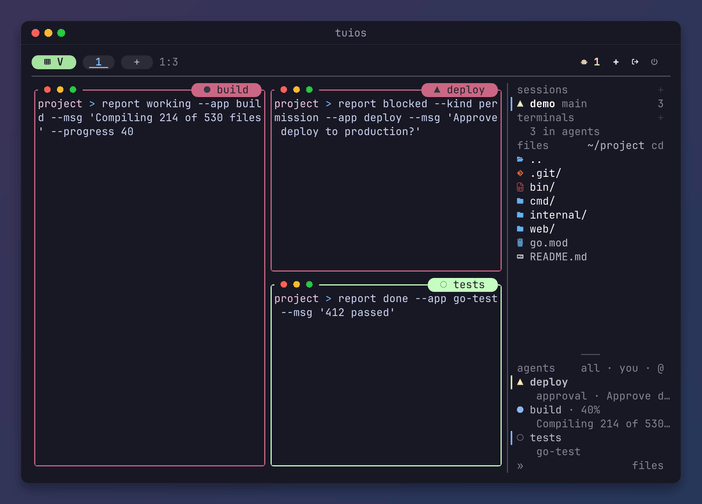 tuios
V 1 + 1:3 1 +
build
project > report working --app buil
d --msg 'Compiling 214 of 530 files
' --progress 40
deploy
project > report blocked --kind per
mission --app deploy --msg 'Approve
deploy to production?'
tests
project > report done --app go-test
--msg '412 passed'
sessions +
demo main 3
terminals +
3 in agents
files ~/project cd
..
.git/
bin/
cmd/
internal/
web/
go.mod
README.md
agents all · you · @
deploy
approval · Approve d…
build · 40%
Compiling 214 of 530…
tests
go-test
» files